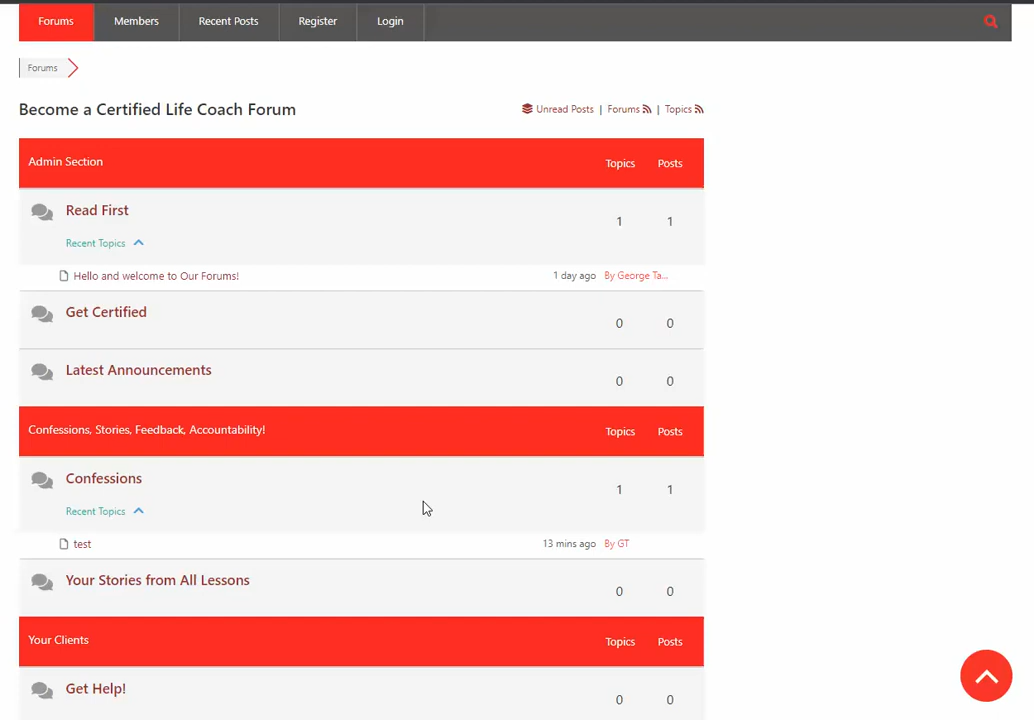 Forums Members Recent Posts Register Login
Forums
Become a Certified Life Coach Forum Unread Posts | Forums | Topics
Admin Section Topics Posts
Read First 1 1
Recent Topics
Hello and welcome to Our Forums! 1 day ago By George Ta...
Get Certified 0 0
Latest Announcements 0 0
Confessions, Stories, Feedback, Accountability! Topics Posts
Confessions 1 1
Recent Topics
test 13 mins ago By GT
Your Stories from All Lessons 0 0
Your Clients Topics Posts
Get Help! 0 0